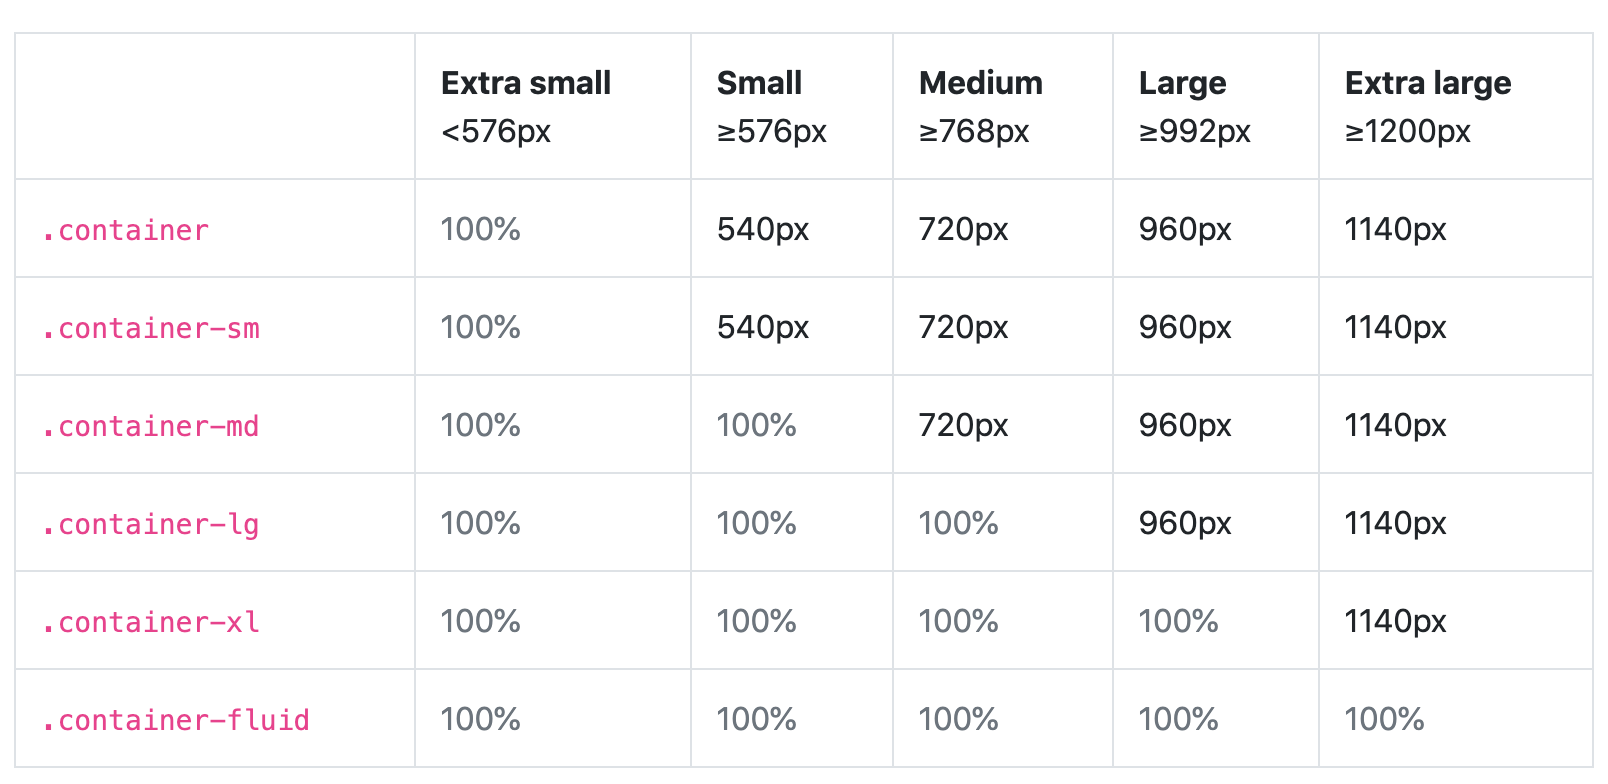 Extra small Small Medium Large Extra large
<576px ≥576px ≥768px ≥992px ≥1200px
.container 100% 540px 720px 960px 1140px
.container-sm 100% 540px 720px 960px 1140px
.container-md 100% 100% 720px 960px 1140px
.container-lg 100% 100% 100% 960px 1140px
.container-xl 100% 100% 100% 100% 1140px
.container-fluid 100% 100% 100% 100% 100%